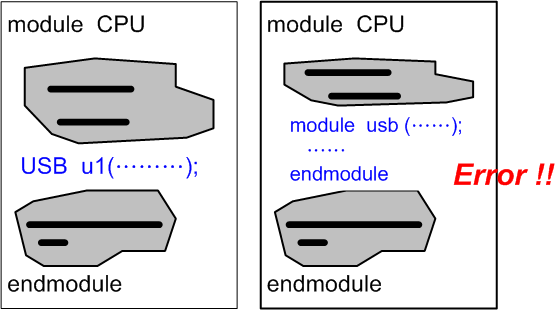 module CPU
USB u1(………);
endmodule
module CPU
module usb (……);
……
endmodule
Error !!
endmodule